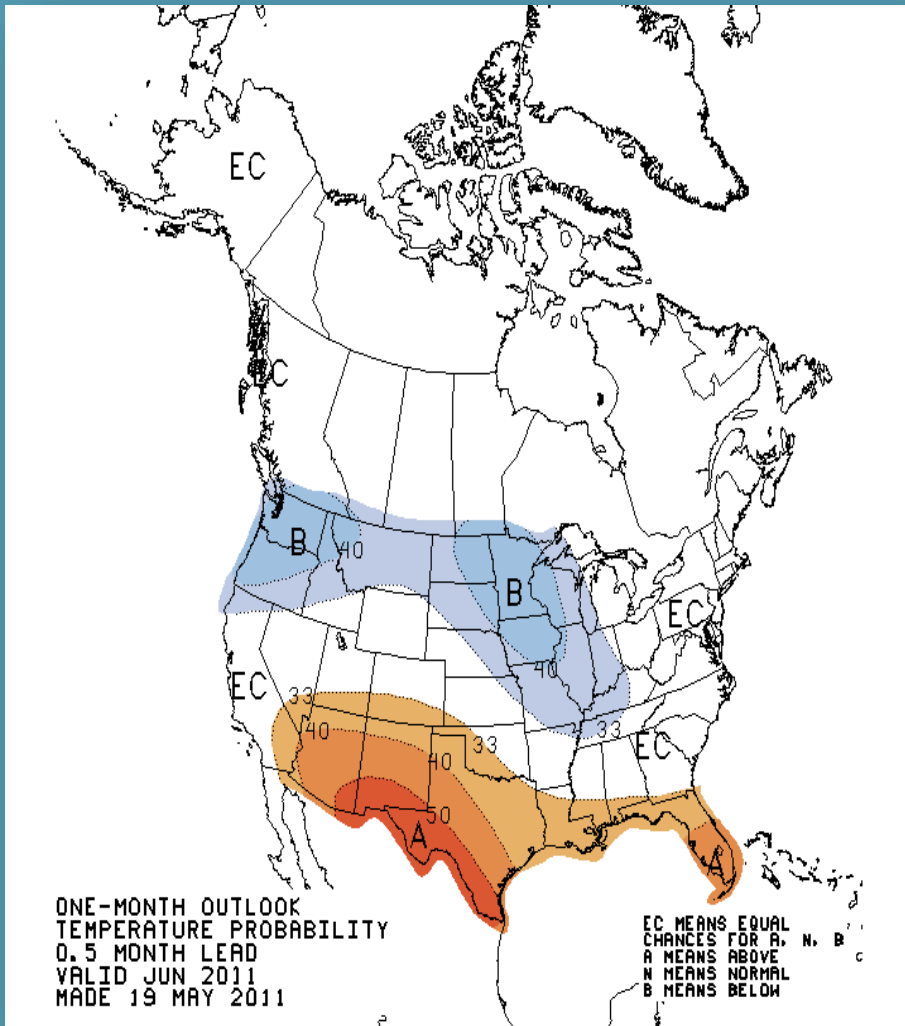 EC
EC
B
40
B
EC
40
EC
33
33
40
EC
33
40
50
A
A
ONE-MONTH OUTLOOK
TEMPERATURE PROBABILITY
0.5 MONTH LEAD
VALID JUN 2011
MADE 19 MAY 2011
EC MEANS EQUAL
CHANCES FOR A, N, B
A MEANS ABOVE
N MEANS NORMAL
B MEANS BELOW